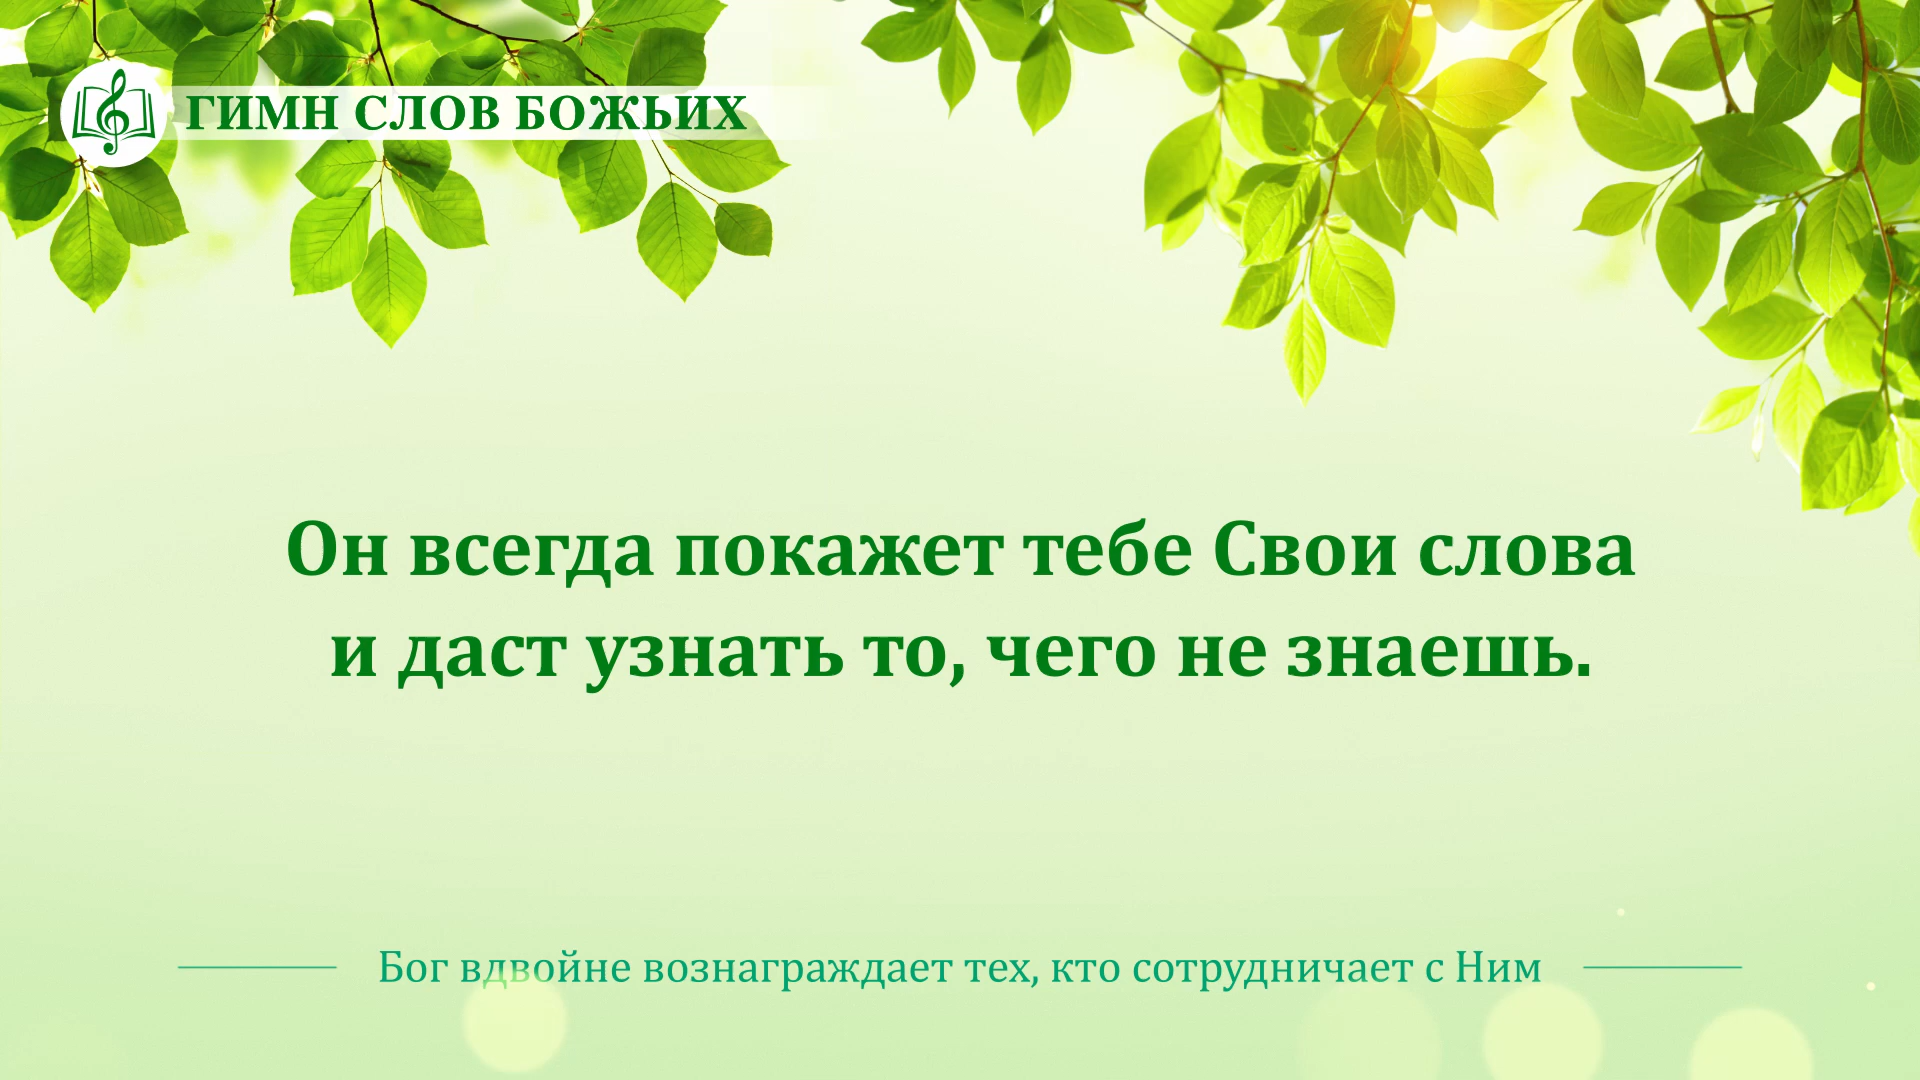 ГИМН СЛОВ БОЖЬИХ
Он всегда покажет тебе Свои слова
и даст узнать то, чего не знаешь.
Бог вдвойне вознаграждает тех, кто сотрудничает с Ним